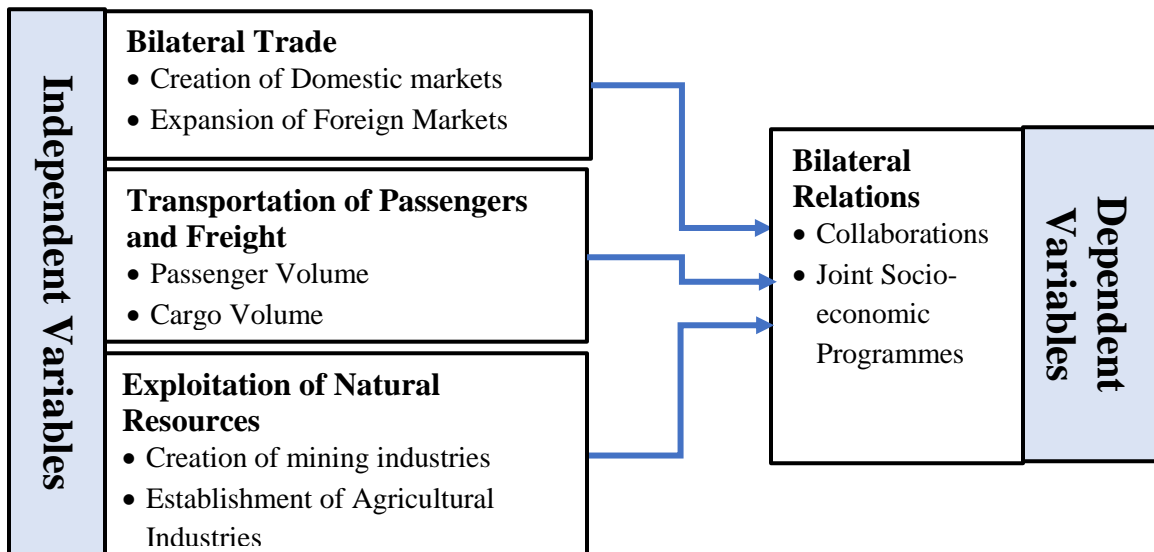 Independent Variables
Bilateral Trade
• Creation of Domestic markets
• Expansion of Foreign Markets
Transportation of Passengers
and Freight
• Passenger Volume
• Cargo Volume
Exploitation of Natural
Resources
• Creation of mining industries
• Establishment of Agricultural
Industries
Bilateral
Relations
• Collaborations
• Joint Socio-
economic
Programmes
Dependent
Variables